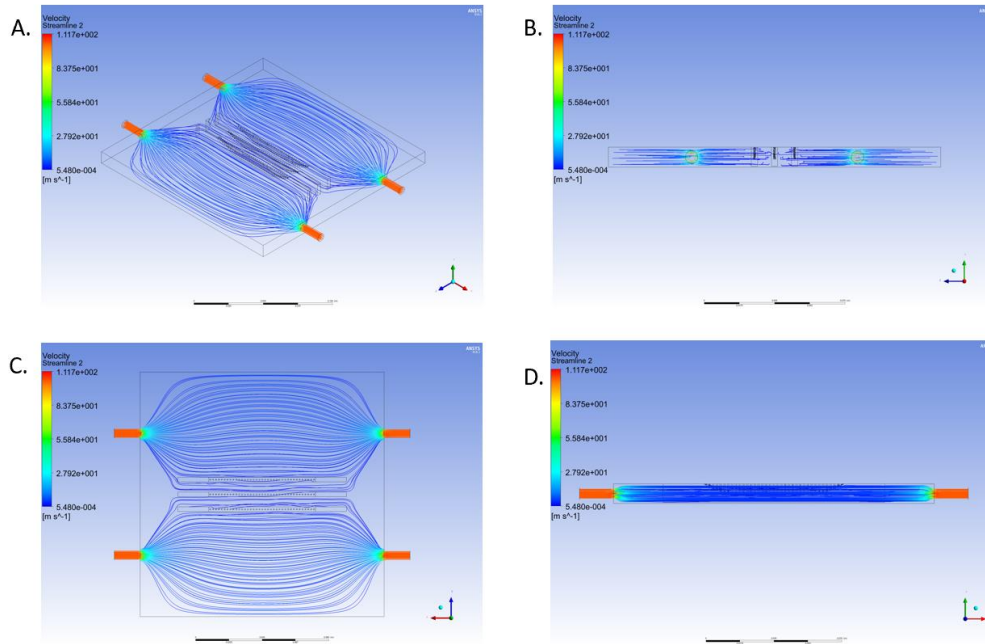 A.
Velocity
Streamline 2
1.117e+002
8.375e+001
5.584e+001
2.792e+001
5.480e-004
[m s^-1]
ANSYS
B.
Velocity
Streamline 2
1.117e+002
8.375e+001
5.584e+001
2.792e+001
5.480e-004
[m s^-1]
C.
Velocity
Streamline 2
1.117e+002
8.375e+001
5.584e+001
2.792e+001
5.480e-004
[m s^-1]
ANSYS
D.
Velocity
Streamline 2
1.117e+002
8.375e+001
5.584e+001
2.792e+001
5.480e-004
[m s^-1]